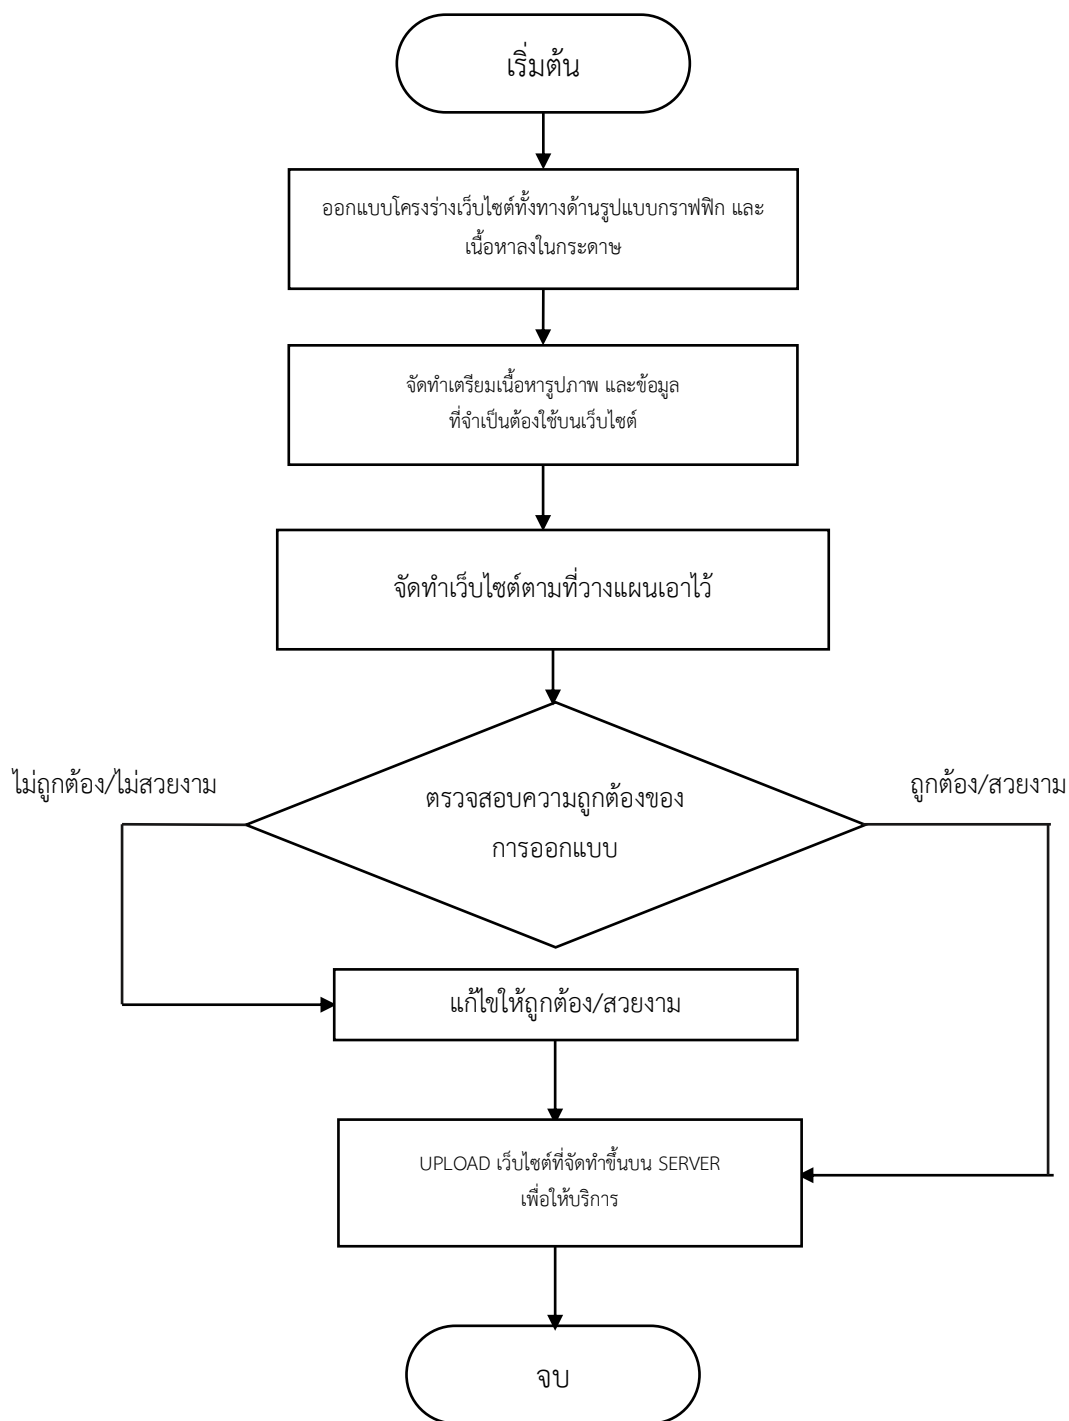 เริ่มต้น
ออกแบบโครงร่างเว็บไซต์ทั้งทางด้านรูปแบบกราฟฟิก และ
เนื้อหาลงในกระดาษ
จัดทำเตรียมเนื้อหารูปภาพ และข้อมูล
ที่จำเป็นต้องใช้บนเว็บไซต์
จัดทำเว็บไซต์ตามที่วางแผนเอาไว้
ไม่ถูกต้อง/ไม่สวยงาม
ถูกต้อง/สวยงาม
ตรวจสอบความถูกต้องของ
การออกแบบ
แก้ไขให้ถูกต้อง/สวยงาม
UPLOAD เว็บไซต์ที่จัดทำขึ้นบน SERVER
เพื่อให้บริการ
จบ